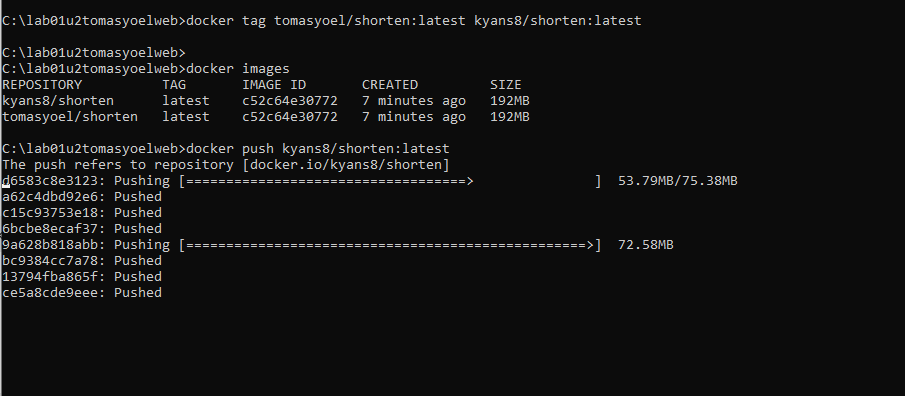 C:\lab01u2tomasyoelweb>docker tag tomasyoel/shorten:latest kyans8/shorten:latest
C:\lab01u2tomasyoelweb>
C:\lab01u2tomasyoelweb>docker images
REPOSITORY          TAG       IMAGE ID       CREATED         SIZE
kyans8/shorten      latest    c52c64e30772   7 minutes ago   192MB
tomasyoel/shorten   latest    c52c64e30772   7 minutes ago   192MB
C:\lab01u2tomasyoelweb>docker push kyans8/shorten:latest
The push refers to repository [docker.io/kyans8/shorten]
d6583c8e3123: Pushing [===================================>               ]  53.79MB/75.38MB
a62c4dbd92e6: Pushed
c15c93753e18: Pushed
6bcbe8ecaf37: Pushed
9a628b818abb: Pushing [==================================================>]  72.58MB
bc9384cc7a78: Pushed
13794fba865f: Pushed
ce5a8cde9eee: Pushed